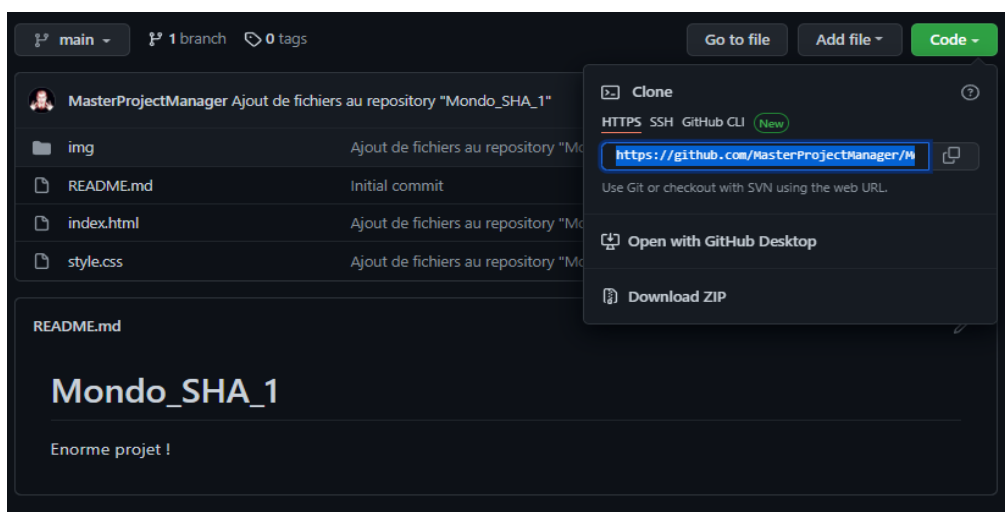 main 1 branch 0 tags Go to file Add file Code
MasterProjectManager Ajout de fichiers au repository "Mondo_SHA_1"
img Ajout de fichiers au repository
README.md Initial commit
index.html Ajout de fichiers au repository
style.css Ajout de fichiers au repository
Clone
HTTPS SSH GitHub CLI New
https://github.com/MasterProjectManager/M
Use Git or checkout with SVN using the web URL.
Open with GitHub Desktop
Download ZIP
README.md
Mondo_SHA_1
Enorme projet !